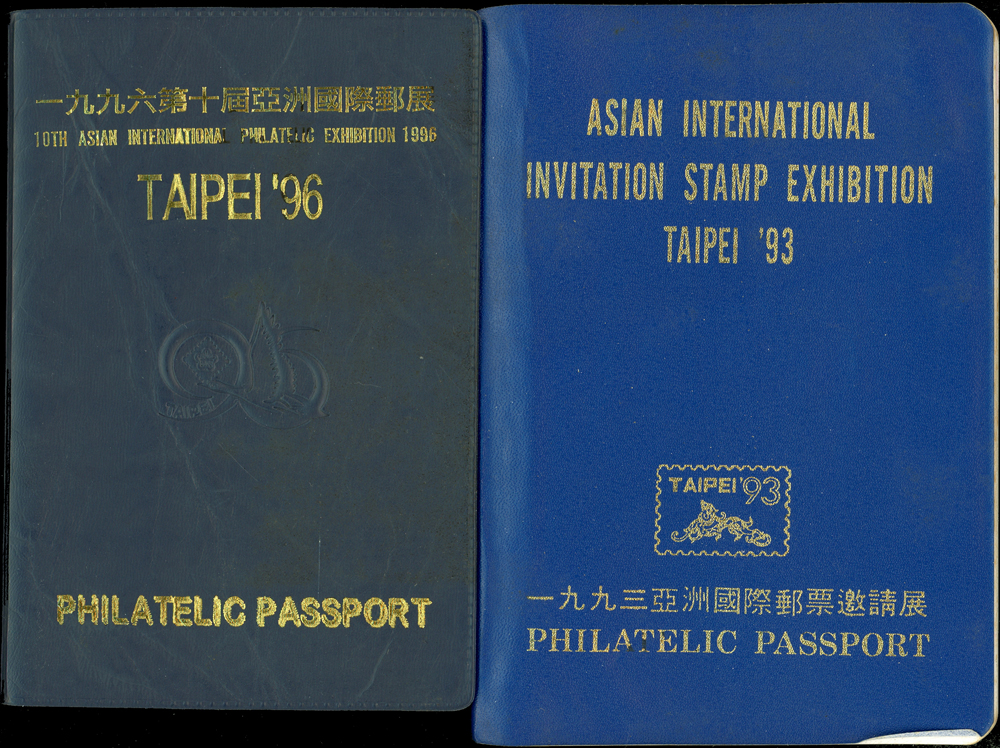 一九九六第十屆亞洲國際郵展
10TH ASIAN INTERNATIONAL PHILATELIC EXHIBITION 1996
TAIPEI '96
TAIPEI
PHILATELIC PASSPORT
ASIAN INTERNATIONAL
INVITATION STAMP EXHIBITION
TAIPEI '93
TAIPEI '93
一九九三亞洲國際郵票邀請展
PHILATELIC PASSPORT